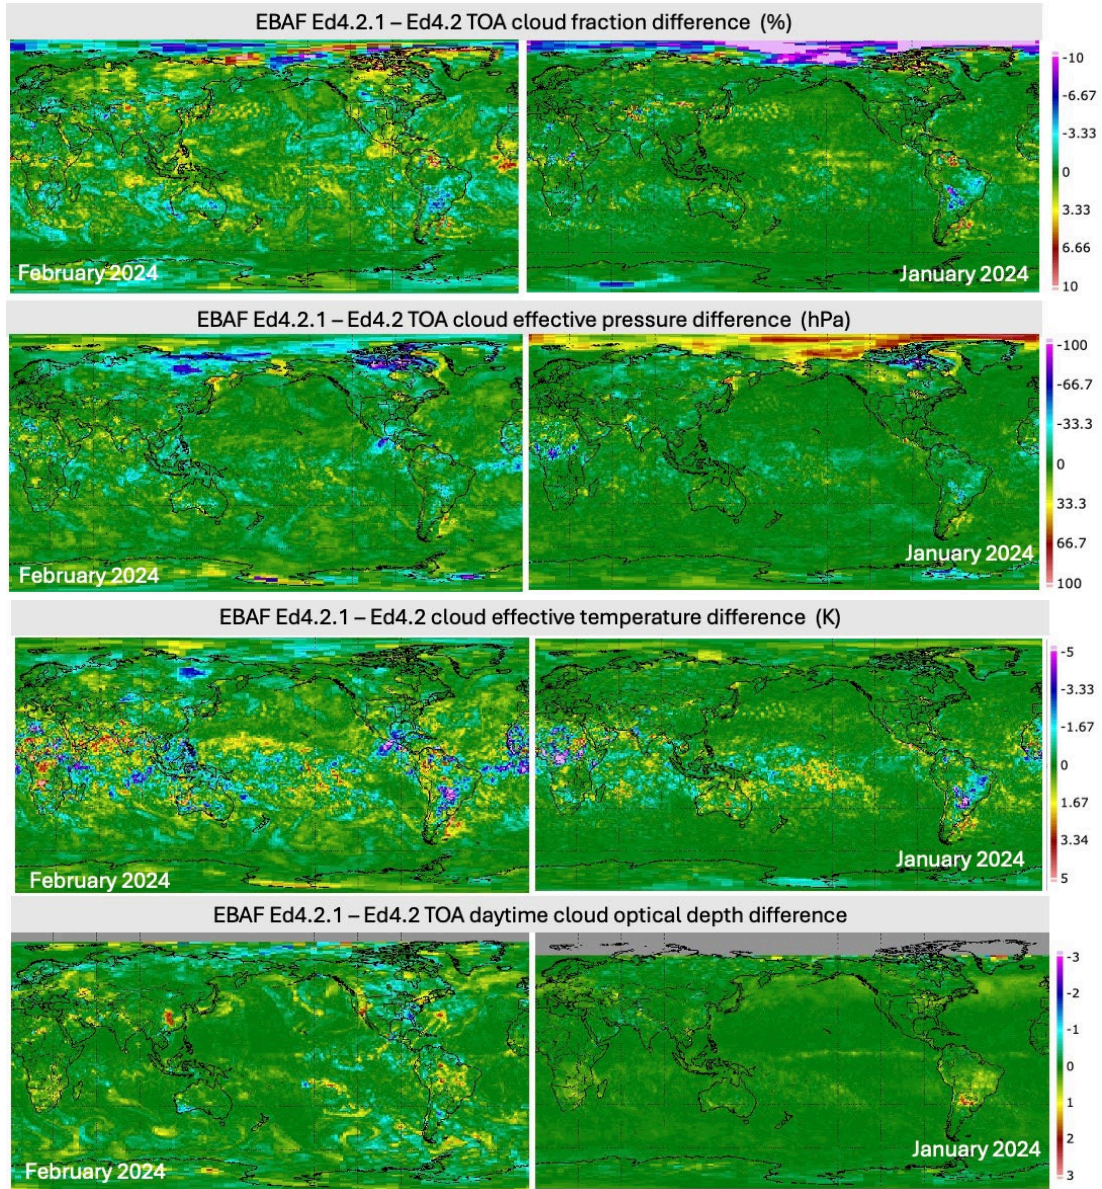 EBAF Ed4.2.1 – Ed4.2 TOA cloud fraction difference (%)
February 2024
January 2024
-10
-6.67
-3.33
0
3.33
6.66
10
EBAF Ed4.2.1 – Ed4.2 TOA cloud effective pressure difference (hPa)
February 2024
January 2024
-100
-66.7
-33.3
0
33.3
66.7
100
EBAF Ed4.2.1 – Ed4.2 cloud effective temperature difference (K)
February 2024
January 2024
-5
-3.33
-1.67
0
1.67
3.34
5
EBAF Ed4.2.1 – Ed4.2 TOA daytime cloud optical depth difference
February 2024
January 2024
-3
-2
-1
0
1
2
3